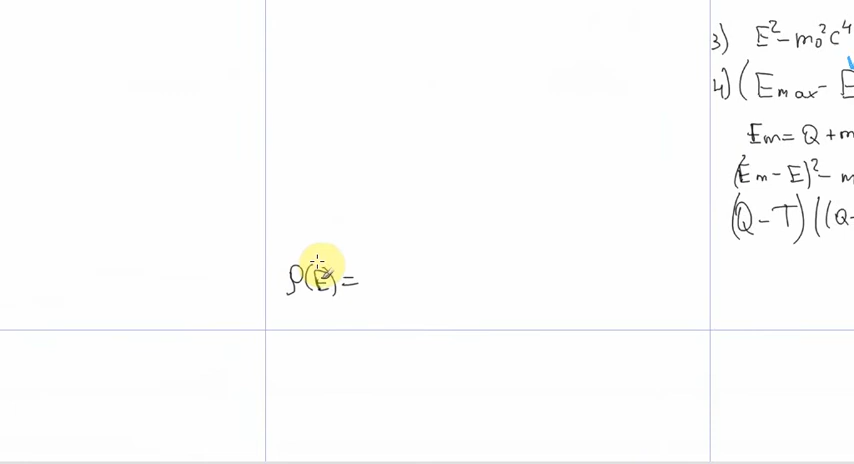 ρ(E)=
3) E²-m₀²c⁴
4) (Emax-E
Em=Q+m
(Em-E)²-m
(Q-T)((Q-